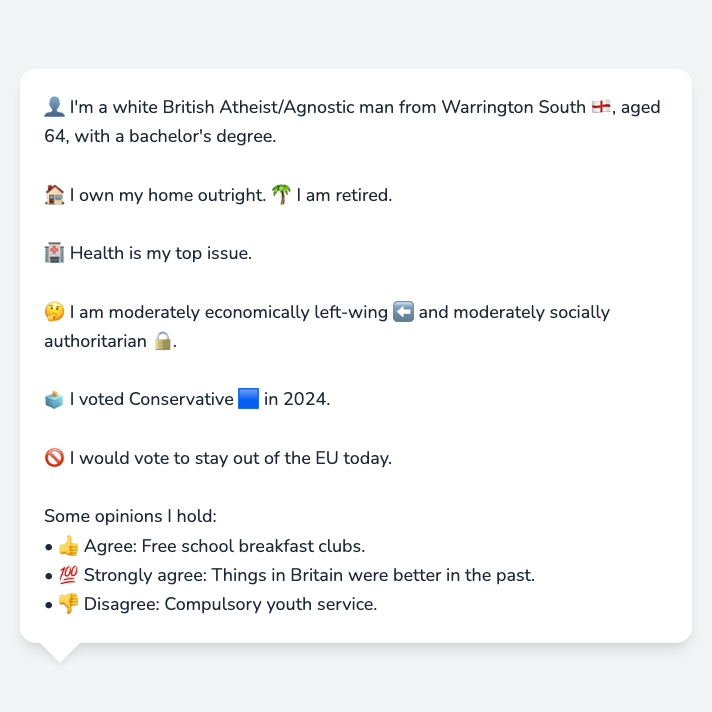 👤 I'm a white British Atheist/Agnostic man from Warrington South 🏴󠁧󠁢󠁥󠁮󠁧󠁿, aged
64, with a bachelor's degree.
🏠 I own my home outright. 🌴 I am retired.
🏥 Health is my top issue.
🤔 I am moderately economically left-wing ⬅️ and moderately socially
authoritarian 🔒.
🗳️ I voted Conservative 🟦 in 2024.
🚫 I would vote to stay out of the EU today.
Some opinions I hold:
• 👍 Agree: Free school breakfast clubs.
• 💯 Strongly agree: Things in Britain were better in the past.
• 👎 Disagree: Compulsory youth service.